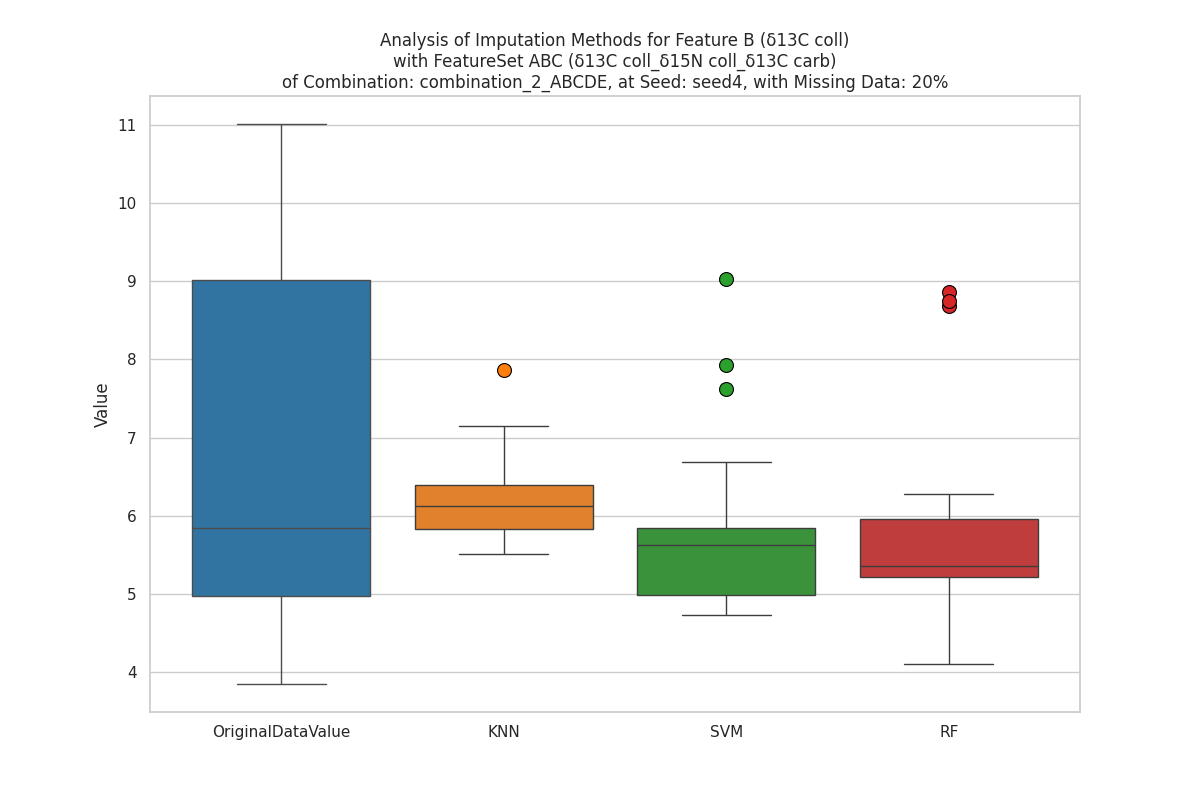 Analysis of Imputation Methods for Feature B (δ13C coll)
with FeatureSet ABC (δ13C coll_δ15N coll_δ13C carb)
of Combination: combination_2_ABCDE, at Seed: seed4, with Missing Data: 20%
11
10
9
8
7
6
5
4
Value
OriginalDataValue
KNN
SVM
RF